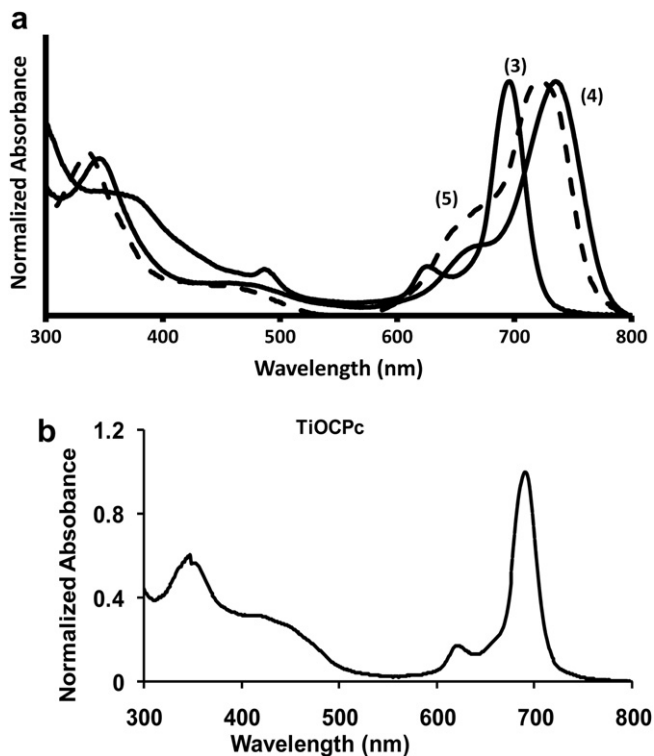 a
Normalized Absorbance
(3)
(4)
(5)
300 400 500 600 700 800
Wavelength (nm)
b
TiOCPc
Normalized Absobance
1.2
0.8
0.4
0
300 400 500 600 700 800
Wavelength (nm)